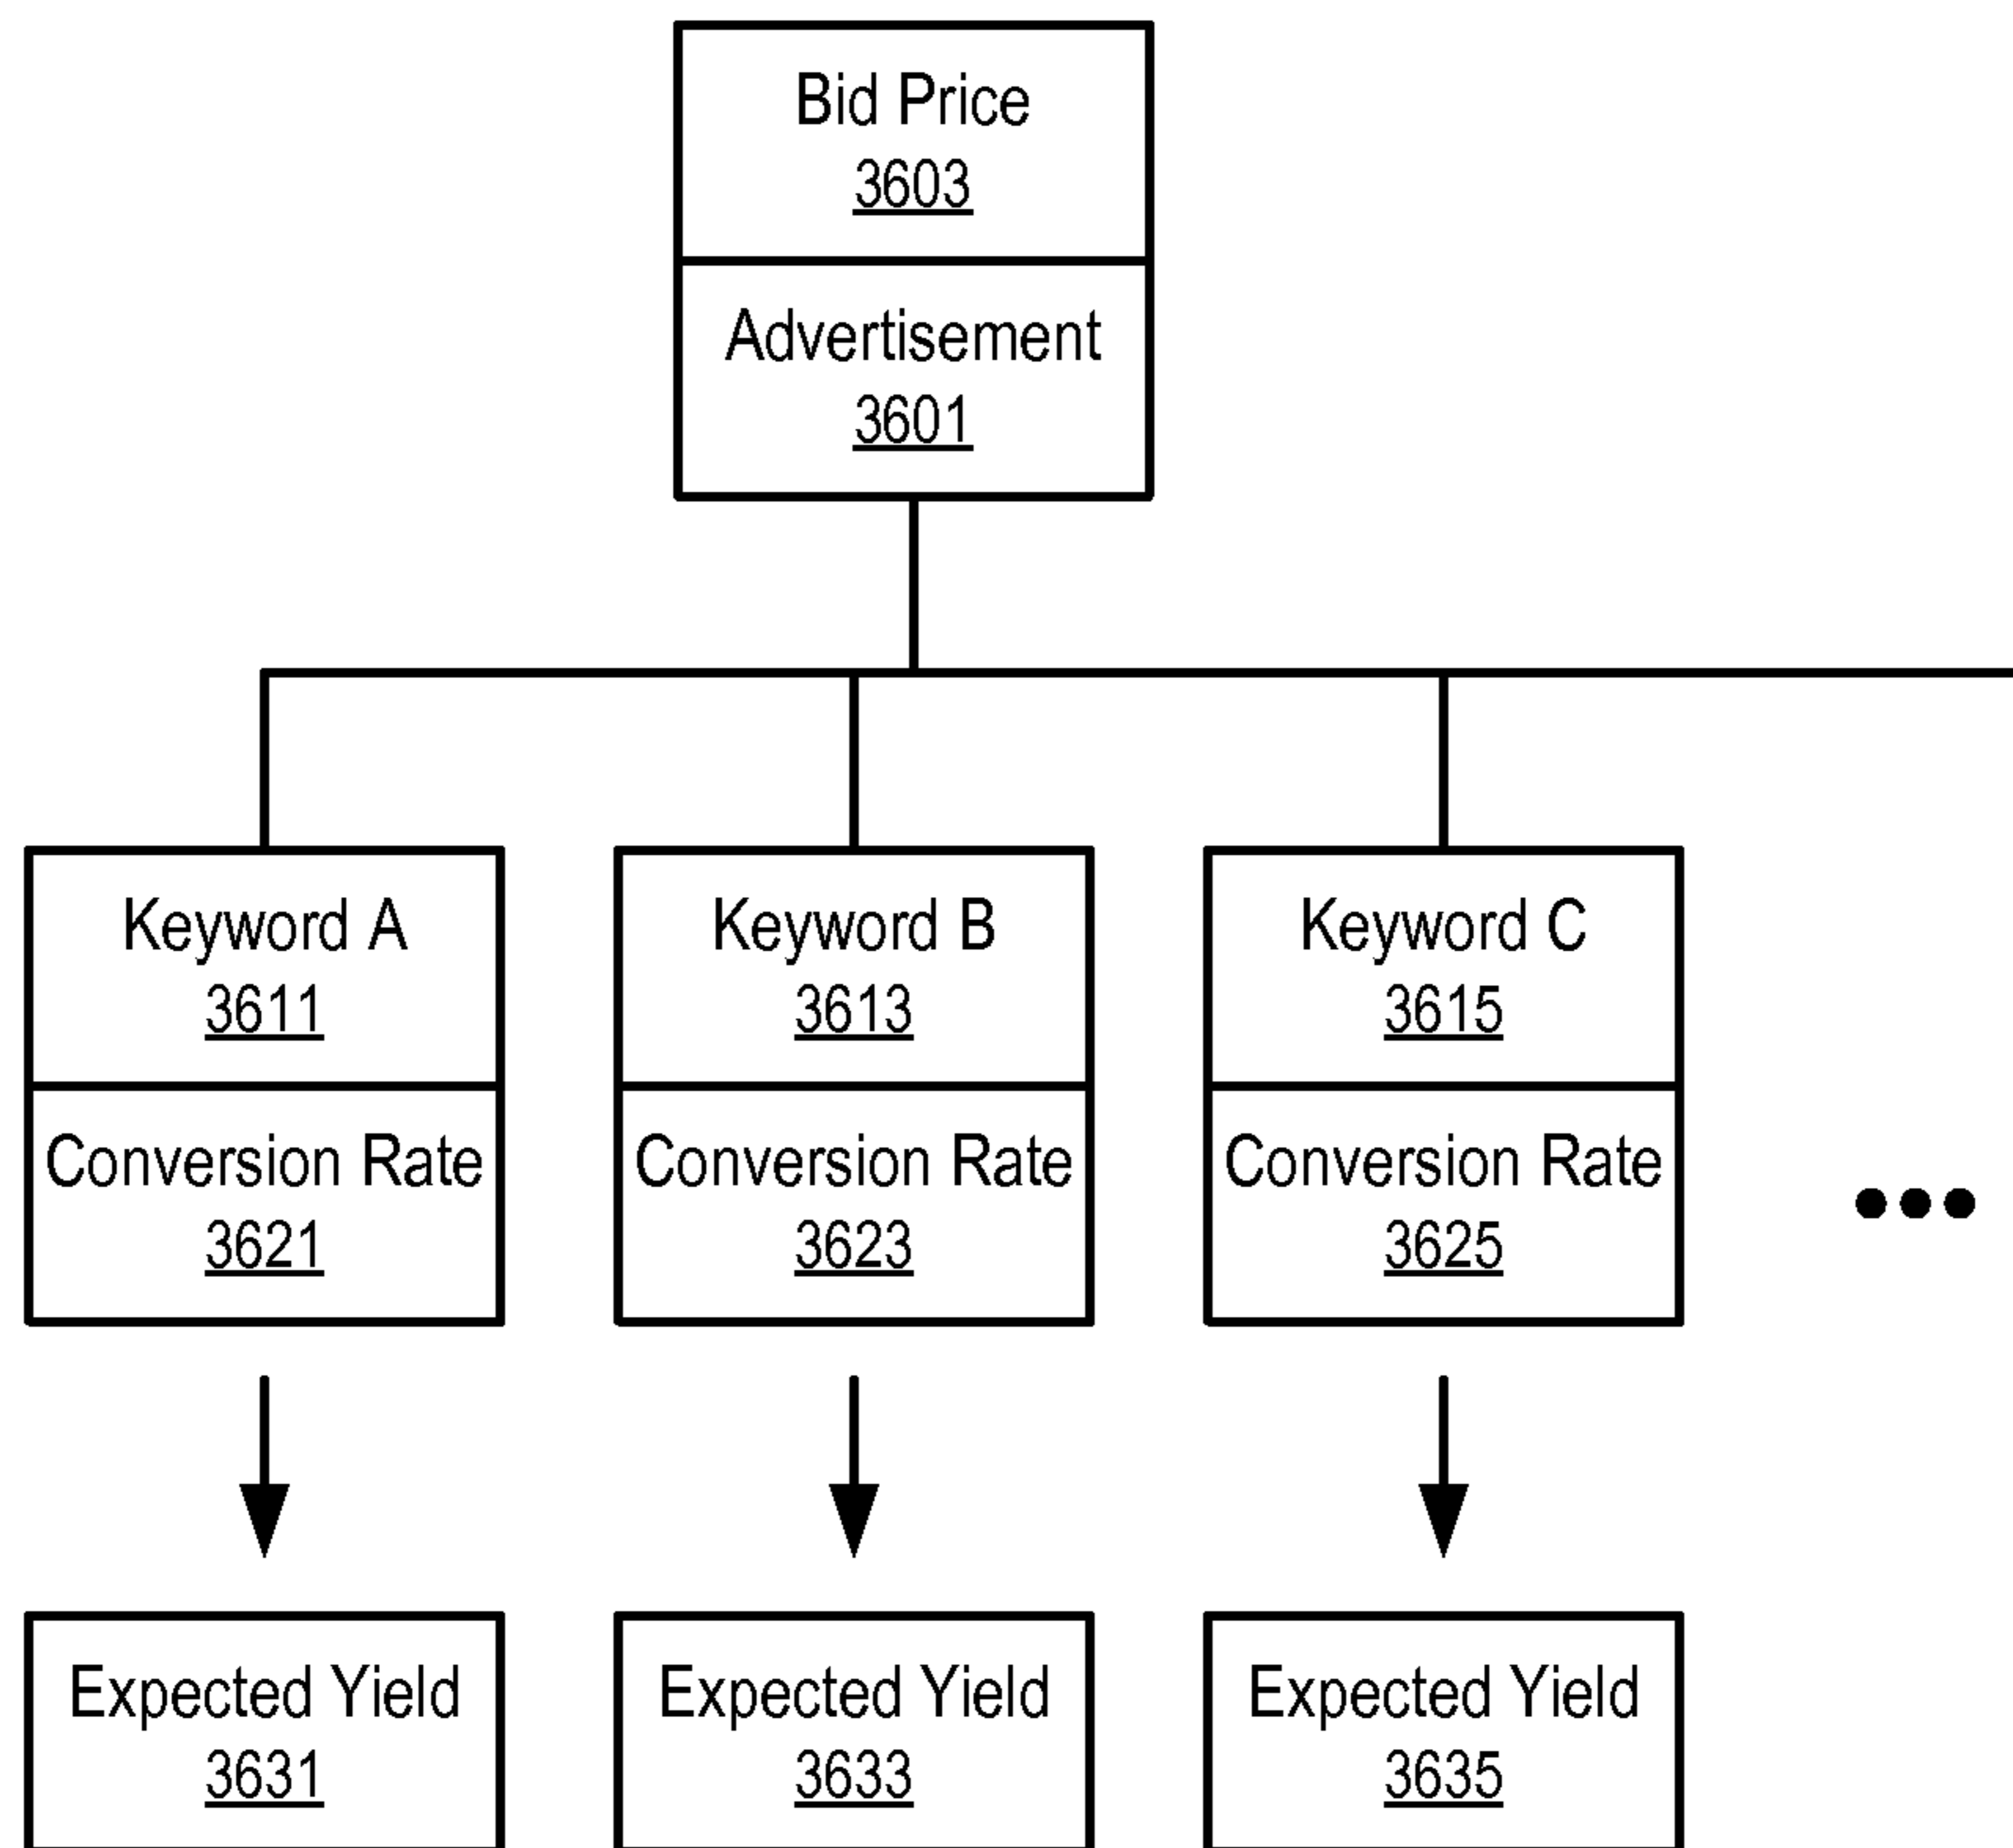 Bid Price
3603
Advertisement
3601
Keyword A
3611
Conversion Rate
3621
Keyword B
3613
Conversion Rate
3623
Keyword C
3615
Conversion Rate
3625
Expected Yield
3631
Expected Yield
3633
Expected Yield
3635